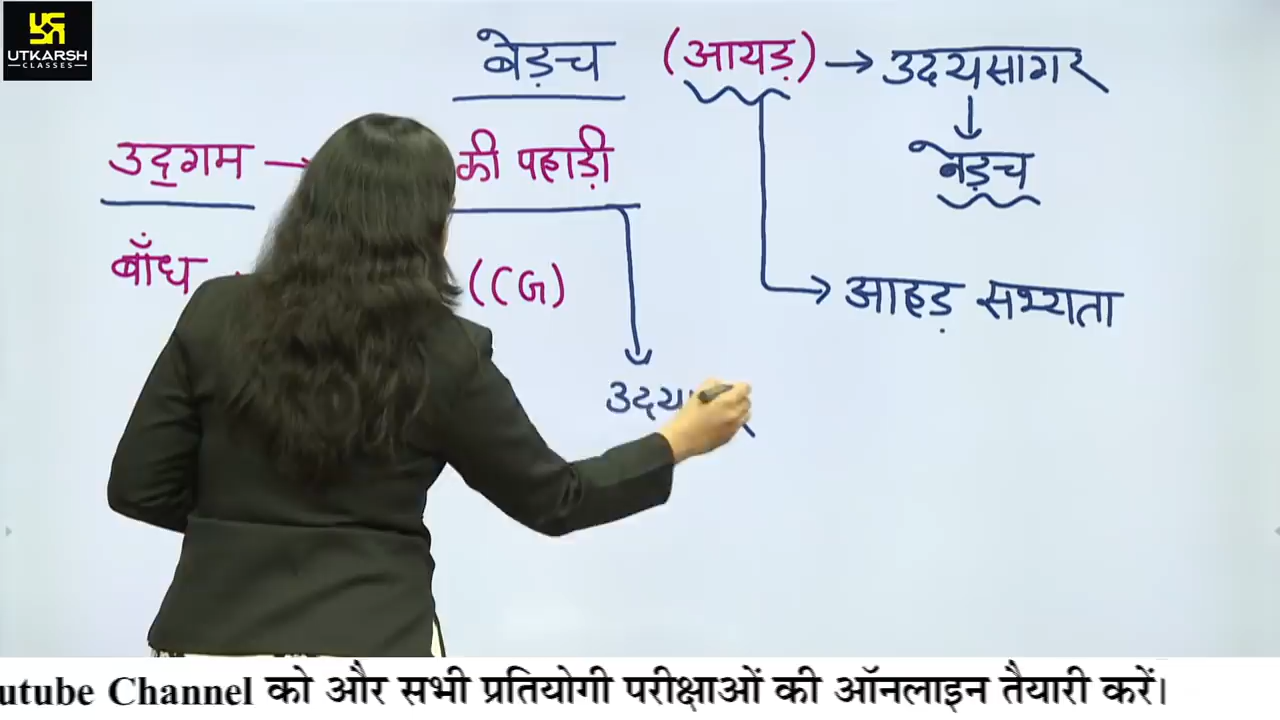 UTKARSH
CLASSES
बेड़च (आयड़) → उदयसागर
↓
बेड़च
उद्गम → की पहाड़ी
बाँध (CG)
आहड़ सभ्यता
उदय
utube Channel को और सभी प्रतियोगी परीक्षाओं की ऑनलाइन तैयारी करें।